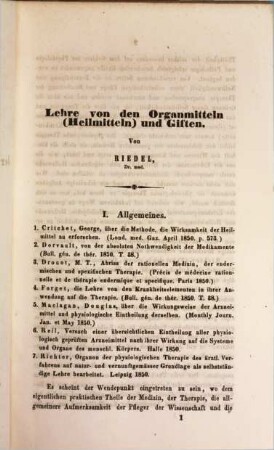 Lehre von den Organmitteln
(Heilmitteln) und Giften.
Von
RIEDEL,
Dr. med.
I. Allgemeines.
1. Critchet, George, über die Methode, die Wirksamkeit der Heil-
mittel zu erforschen. (Lond. med. Gaz. April 1850. p. 573.)
2. Dorvault, von der absoluten Nothwendigkeit der Medikamente
(Bull. gén. de thér. 1850. T. 38.)
3. Drouot, M. T., Abriss der rationellen Medizin, der ender-
mischen und spezifischen Therapie. (Précis de médecine ration-
nelle et de thérapie endermique et specifique. Paris 1850.)
4. Forget, die Lehre von den Krankheitselementen in ihrer An-
wendung auf die Therapie. (Bull. gén. de thér. 1850. T. 38.)
5. Maclagan, Douglas, über die Wirkungsweise der Arznei-
mittel und physiologische Eintheilung derselben. (Monthly Journ.
Jan. et May 1850.)
6. Reil, Versuch einer übersichtlichen Eintheilung aller physio-
logisch geprüften Arzneimittel nach ihrer Wirkung auf die Systeme
und Organe des menschl. Körpers. Halle 1850.
7. Richter, Organon der physiologischen Therapie des ärztl. Ver-
fahrens auf natur- und vernunftgemässer Grundlage als selbststän-
dige Lehre bearbeitet. Leipzig 1850.
Es scheint der Wendepunkt eingetreten zu sein, wo dem
eigentlichen praktischen Theile der Medizin, der Therapie, die all-
gemeinere Aufmerksamkeit der Pfleger der Wissenschaft und die
I